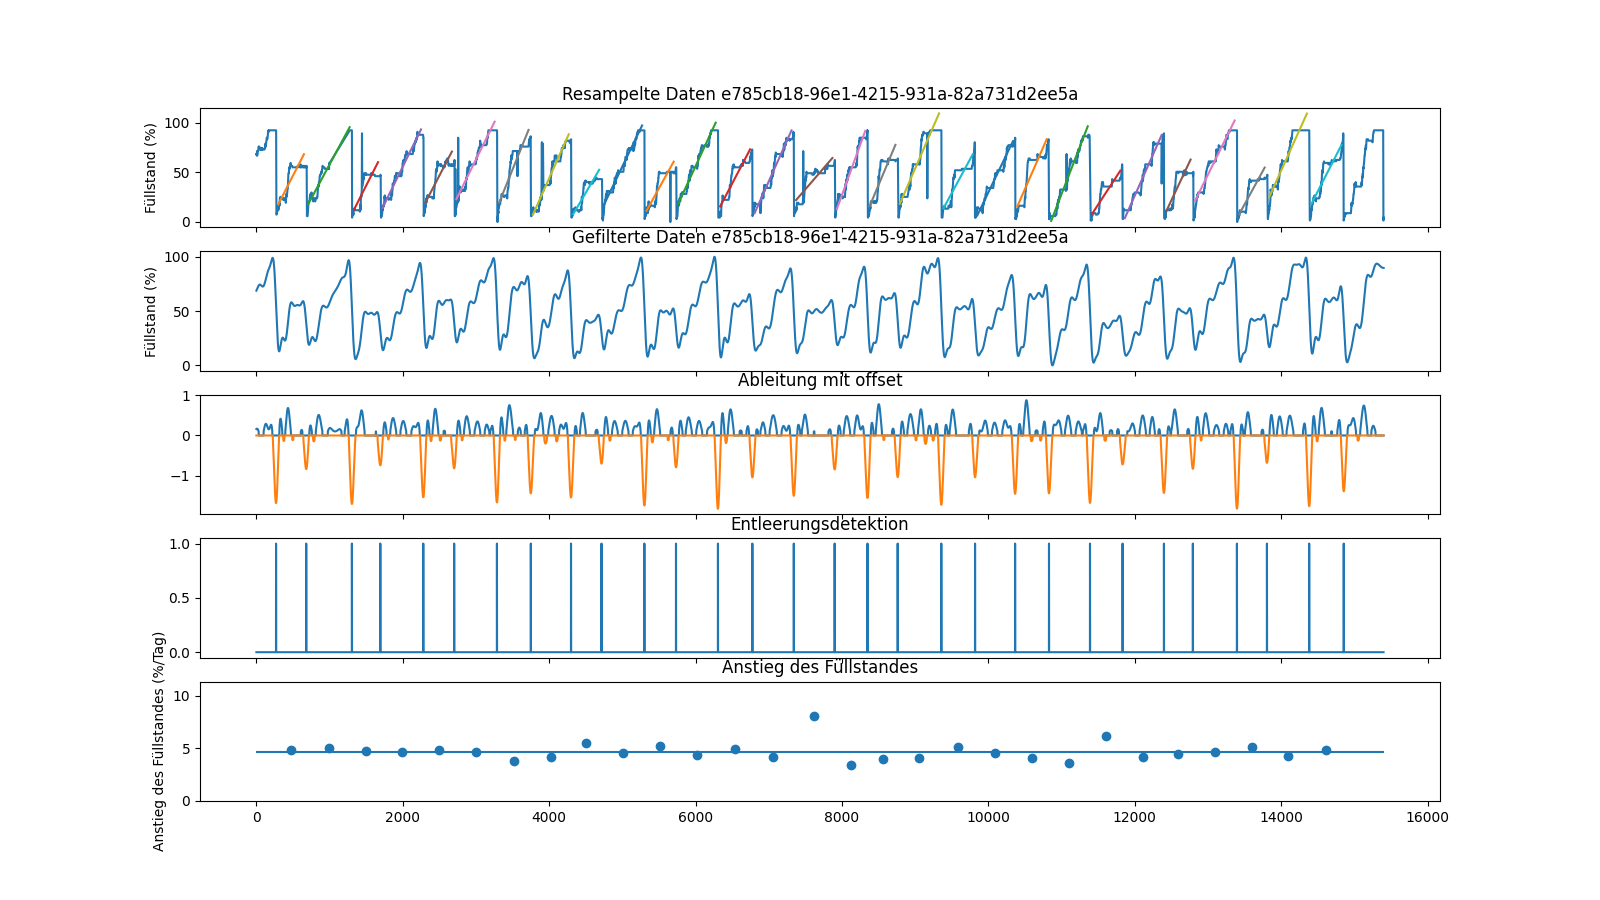 Resampelte Daten e785cb18-96e1-4215-931a-82a731d2ee5a
100
50
0
Füllstand (%)
Gefilterte Daten e785cb18-96e1-4215-931a-82a731d2ee5a
100
50
0
Füllstand (%)
Ableitung mit offset
1
0
−1
Entleerungsdetektion
1.0
0.5
0.0
Anstieg des Füllstandes
10
5
0
Anstieg des Füllstandes (%/Tag)
0 2000 4000 6000 8000 10000 12000 14000 16000